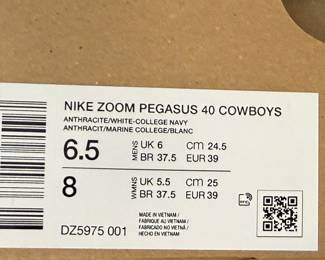 NIKE ZOOM PEGASUS 40 COWBOYS
ANTHRACITE/WHITE-COLLEGE NAVY
ANTHRACIT/MARINE COLLEGE/BLANC
6.5 MENS UK 6 CM 24.5
BR 37.5 EUR 39
8 WMNS UK 5.5 CM 25
BR 37.5 EUR 39
DZ5975 001
MADE IN VIETNAM /
FABRIQUE AU VIETNAM /
FABRICADO NO VIETNÃ /
HECHO EN VIETNAM